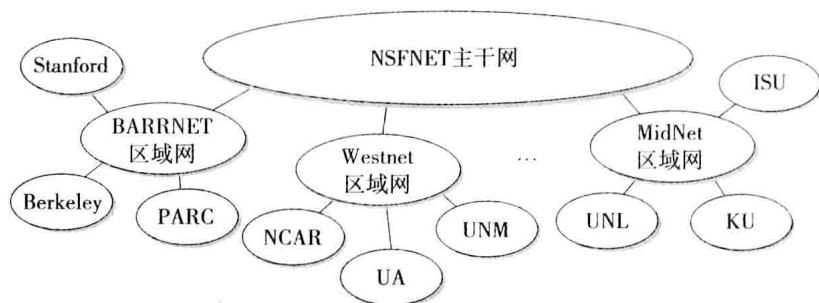 NSFNET主干网
Stanford
ISU
BARRNET
区域网
MidNet
区域网
Westnet
区域网
…
Berkeley
PARC
NCAR
UNM
UNL
KU
UA